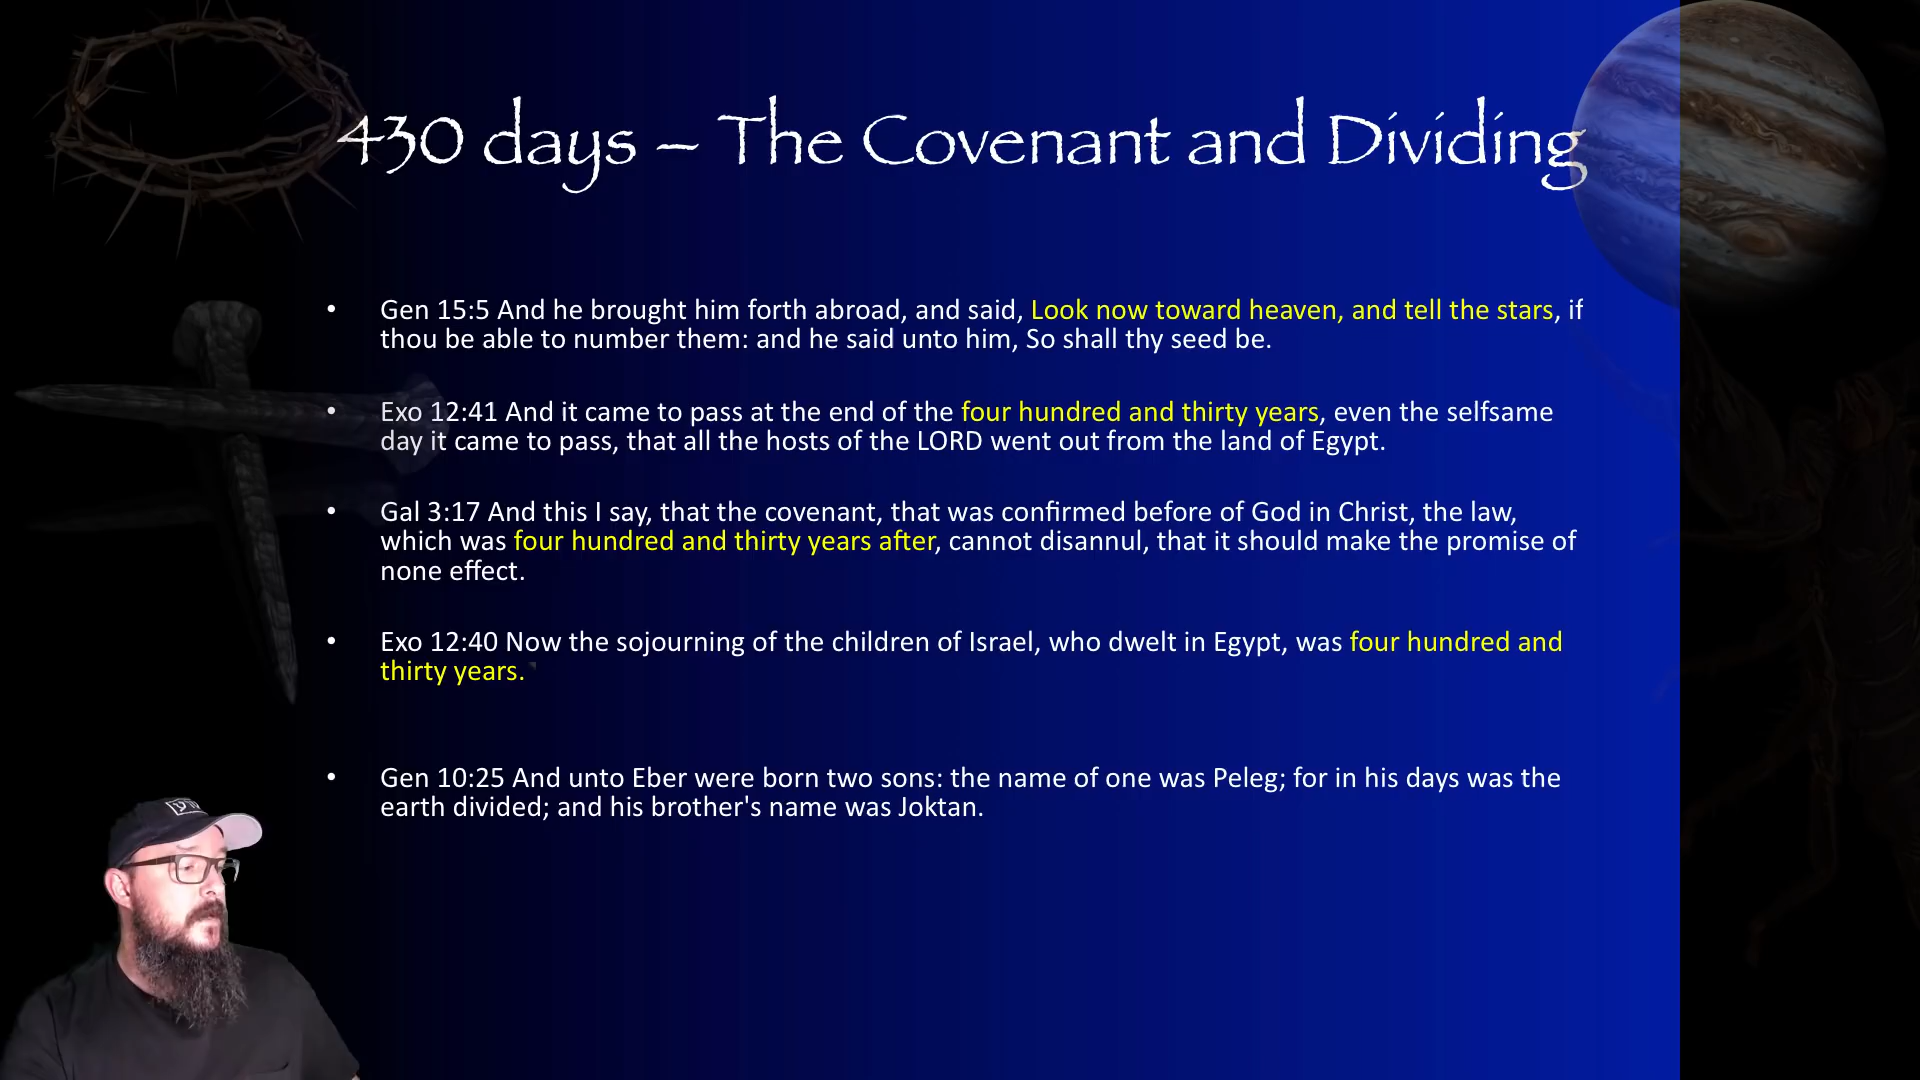 430 days – The Covenant and Dividing
• Gen 15:5 And he brought him forth abroad, and said, Look now toward heaven, and tell the stars, if
thou be able to number them: and he said unto him, So shall thy seed be.
• Exo 12:41 And it came to pass at the end of the four hundred and thirty years, even the selfsame
day it came to pass, that all the hosts of the LORD went out from the land of Egypt.
• Gal 3:17 And this I say, that the covenant, that was confirmed before of God in Christ, the law,
which was four hundred and thirty years after, cannot disannul, that it should make the promise of
none effect.
• Exo 12:40 Now the sojourning of the children of Israel, who dwelt in Egypt, was four hundred and
thirty years.
• Gen 10:25 And unto Eber were born two sons: the name of one was Peleg; for in his days was the
earth divided; and his brother's name was Joktan.